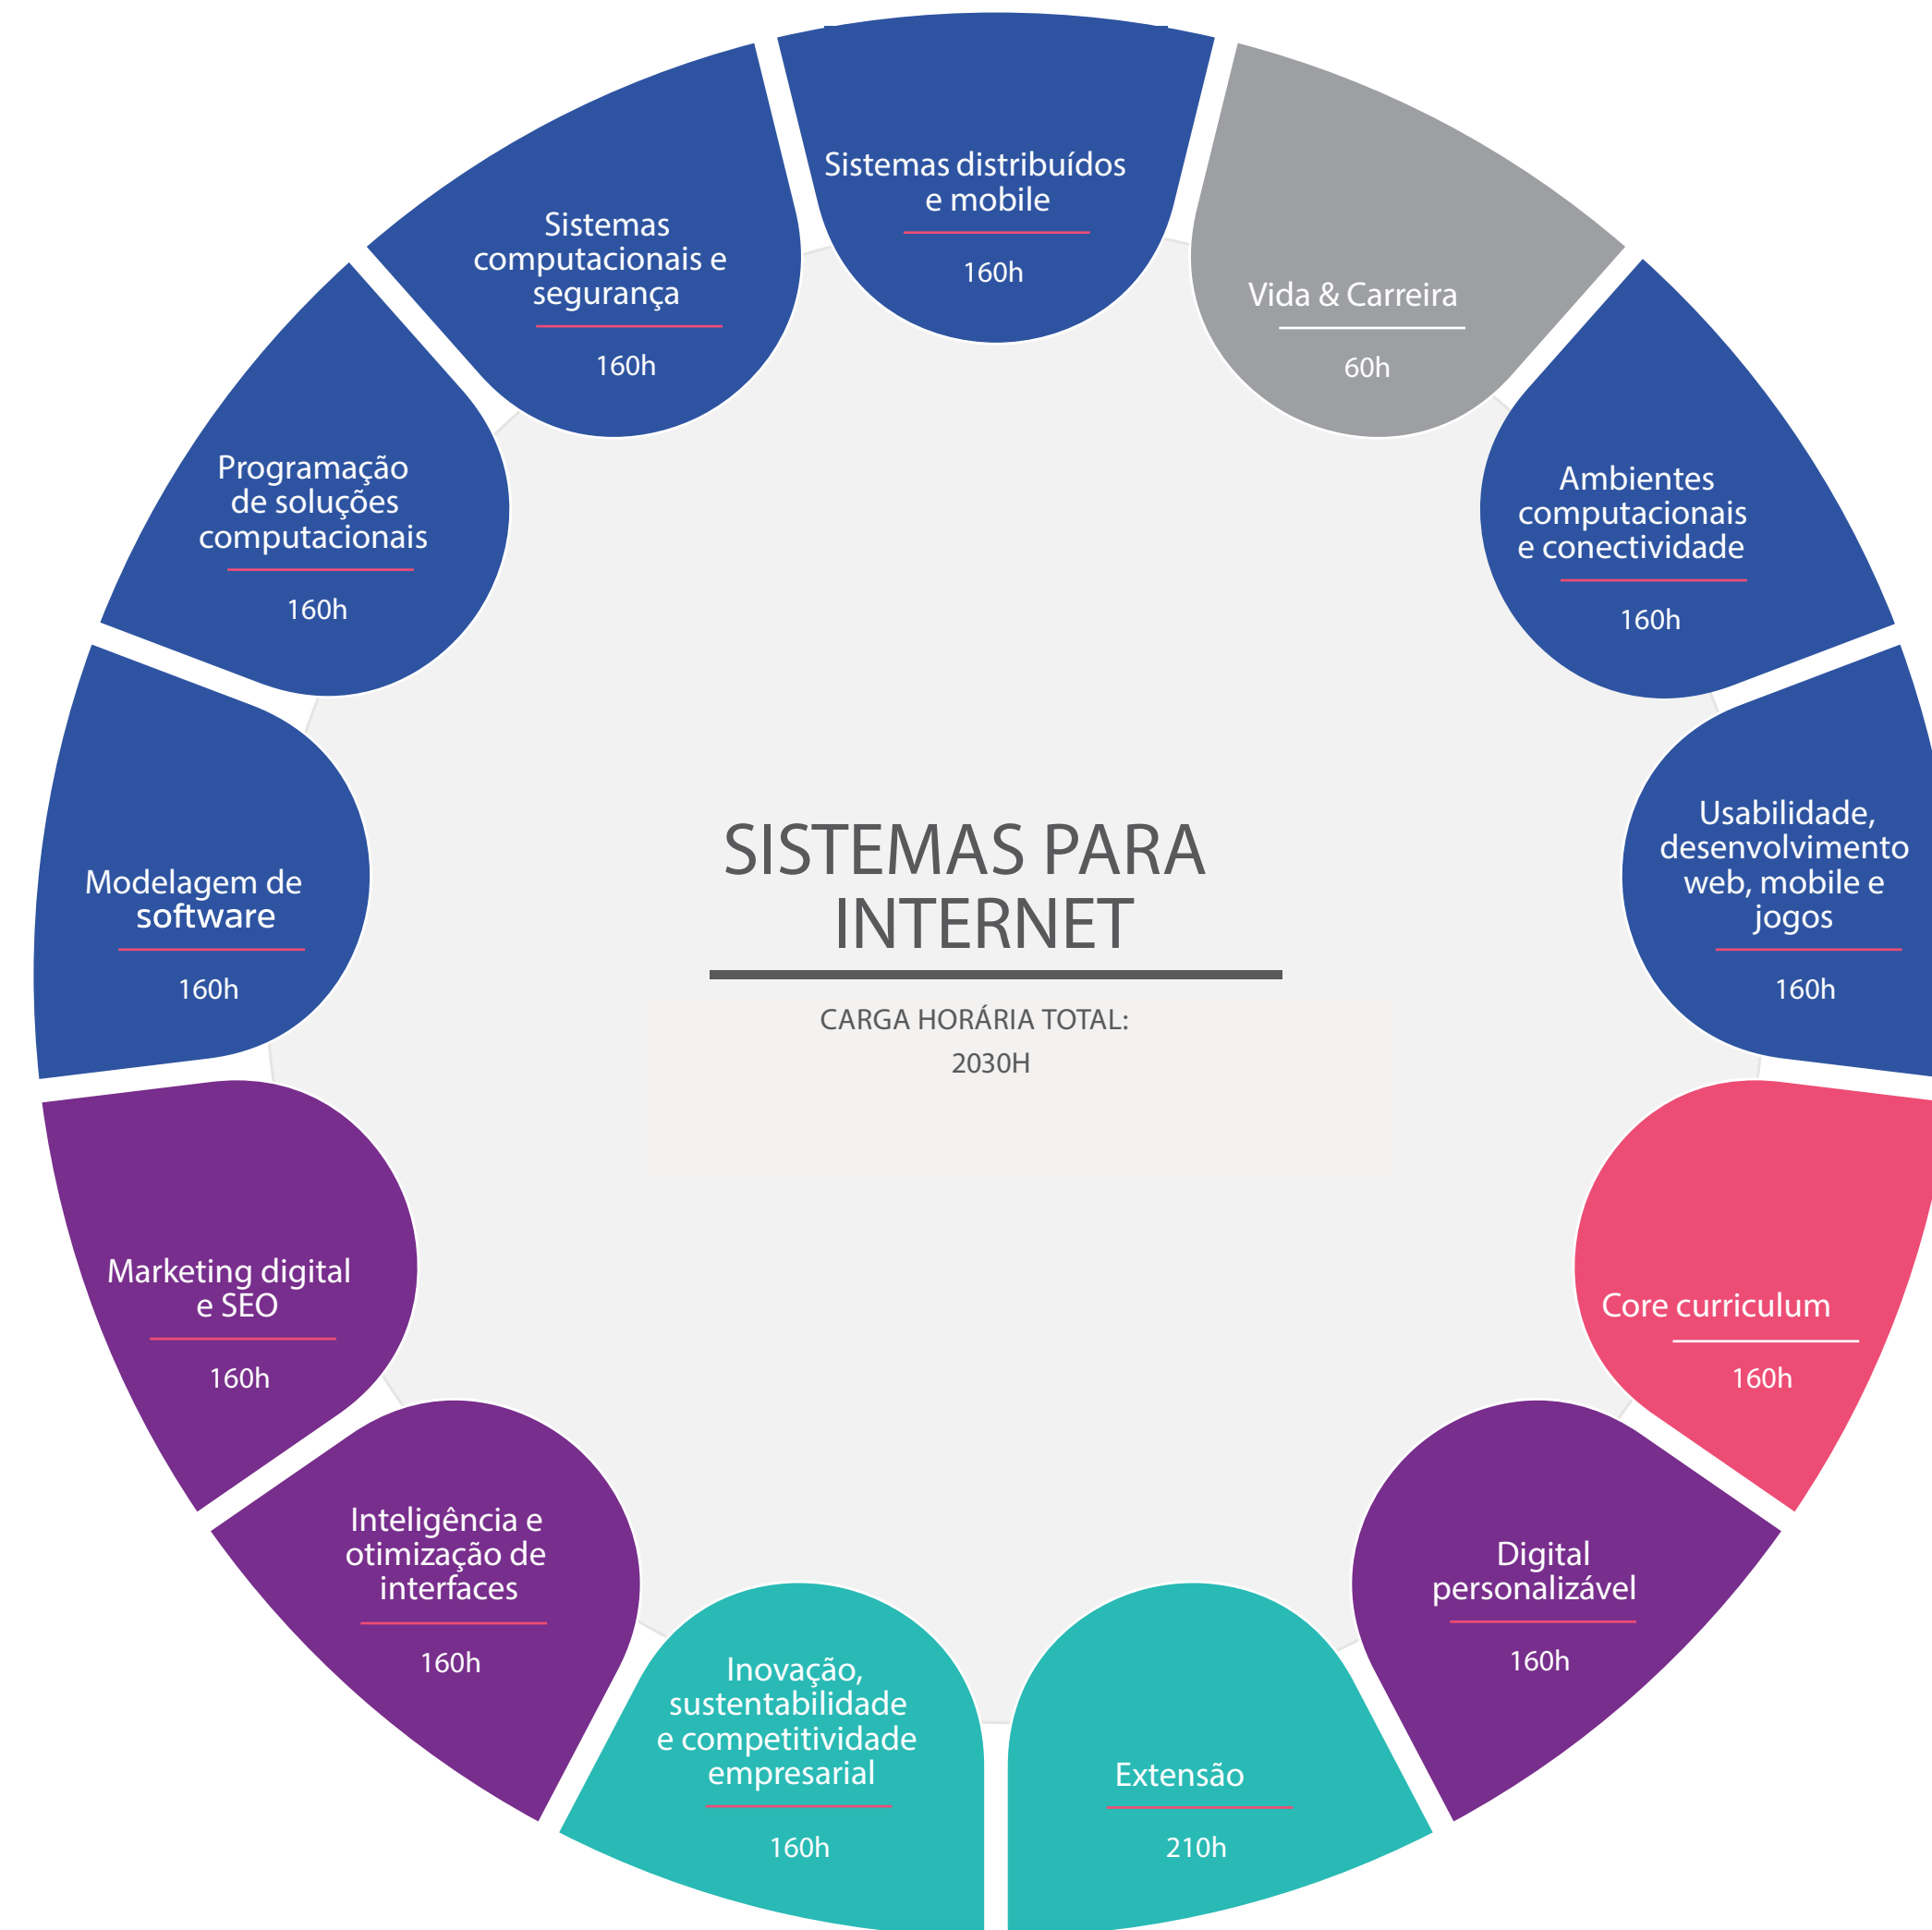 Sistemas distribuídos
e mobile
160h
Vida & Carreira
60h
Ambientes
computacionais
e conectividade
160h
Usabilidade,
desenvolvimento
web, mobile e
jogos
160h
Core curriculum
160h
Digital
personalizável
160h
Extensão
210h
Inovação,
sustentabilidade
e competitividade
empresarial
160h
Inteligência e
otimização de
interfaces
160h
Marketing digital
e SEO
160h
Modelagem de
software
160h
Programação
de soluções
computacionais
160h
Sistemas
computacionais e
segurança
160h
SISTEMAS PARA
INTERNET
CARGA HORÁRIA TOTAL:
2030H